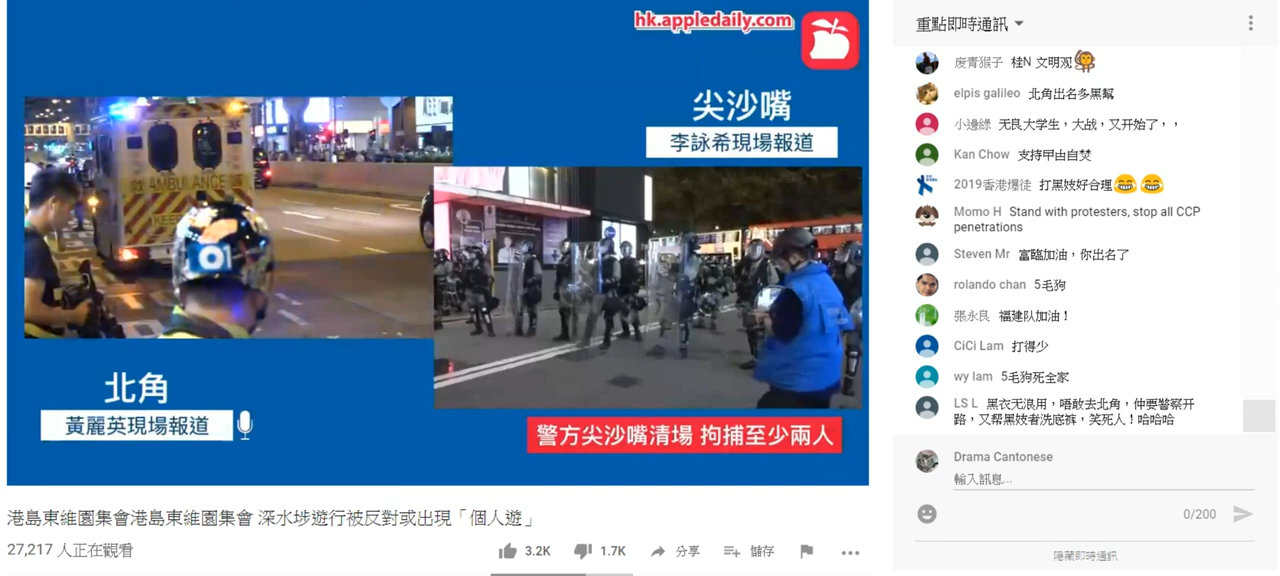 hk.appledaily.com
尖沙嘴
李詠希現場報道
AMBULANCE
北角
黃麗英現場報道
警方尖沙嘴清場 拘捕至少兩人
港島東維園集會港島東維園集會 深水埗遊行被反對或出現「個人遊」
27,217 人正在觀看
3.2K
1.7K
分享
儲存
重點即時通訊
废青猴子 桂N 文明观
elpis galileo 北角出名多黑幫
小邊緣 无良大学生，大战，又开始了，，
Kan Chow 支持曱甴自焚
2019香港爆徒 打黑妓好合理😂 😂
Momo H Stand with protesters, stop all CCP
penetrations
Steven Mr 富臨加油，你出名了
rolando chan 5毛狗
張永良 福建队加油！
CiCi Lam 打得少
wy lam 5毛狗死全家
LS L 黑衣无浪用，唔敢去北角，仲要警察开
路，又幇黑妓者洗底裤，笑死人！哈哈哈
Drama Cantonese
輸入訊息...
0/200
隱藏即時通訊